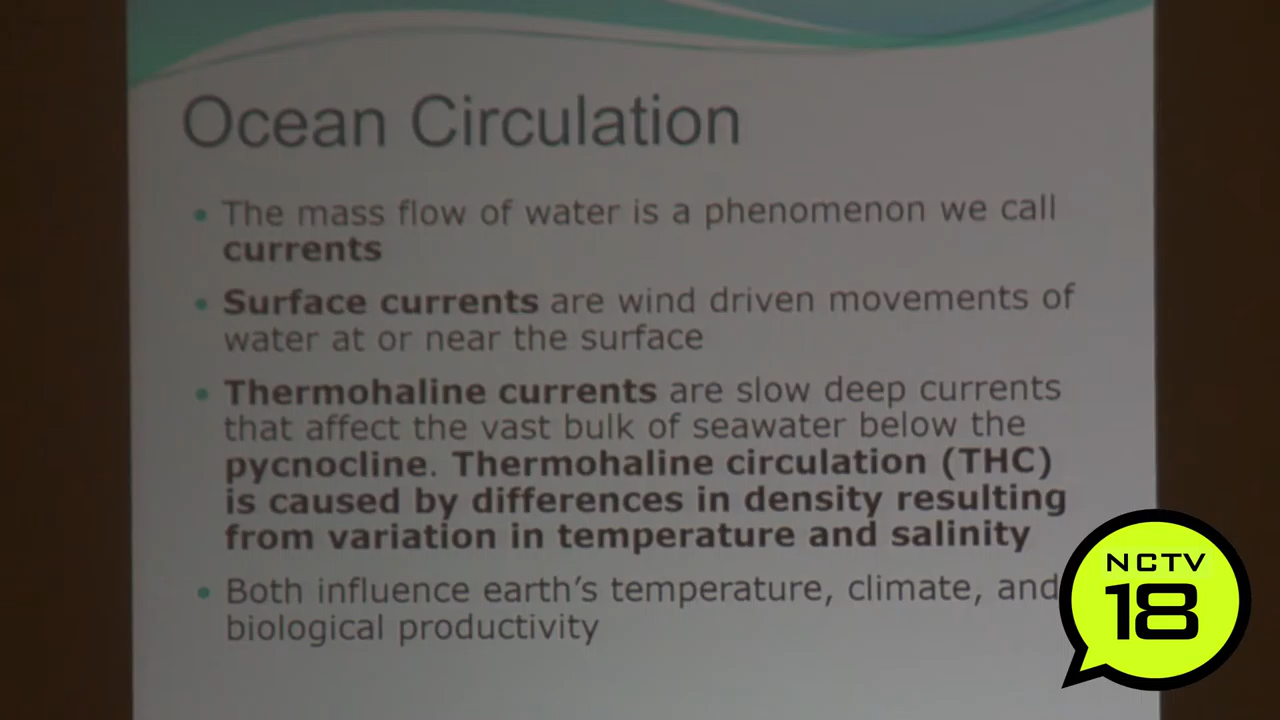 Ocean Circulation
• The mass flow of water is a phenomenon we call
currents
• Surface currents are wind driven movements of
water at or near the surface
• Thermohaline currents are slow deep currents
that affect the vast bulk of seawater below the
pycnocline. Thermohaline circulation (THC)
is caused by differences in density resulting
from variation in temperature and salinity
• Both influence earth's temperature, climate, and
biological productivity
NCTV
18